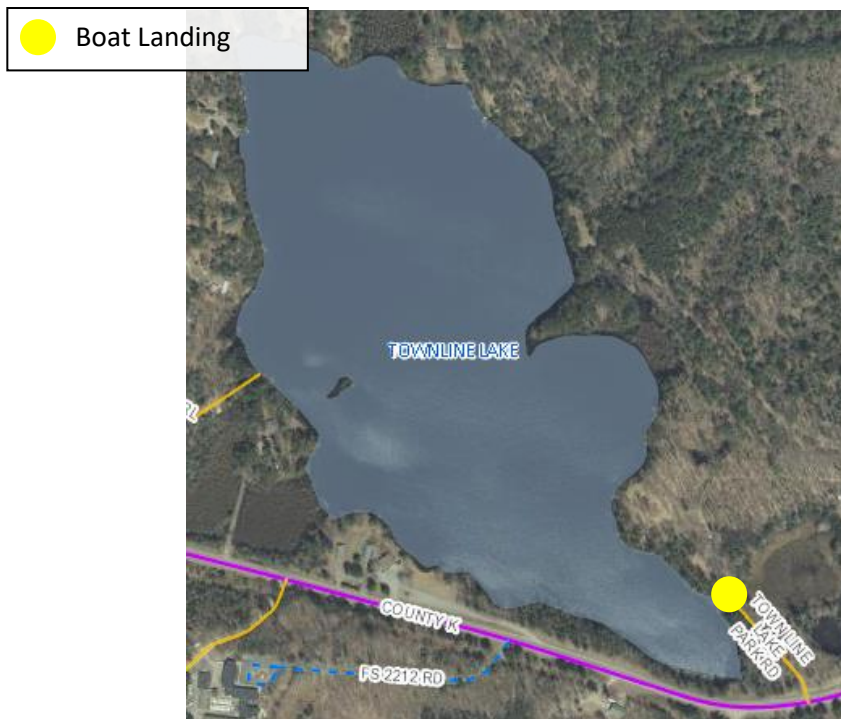 Boat Landing
TOWNLINE LAKE
COUNTY K
FS 2212 RD
TOWNLINE
LAKE
PARK RD